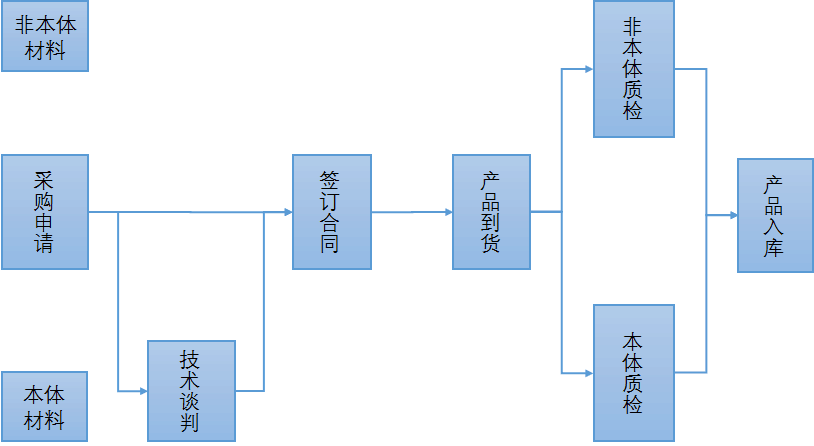 非本体
材料
采购申请
本体
材料
技术谈判
签订合同
产品到货
非本体质检
本体质检
产品入库